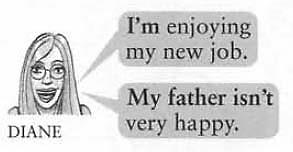 I'm enjoying
my new job.
My father isn't
very happy.
DIANE